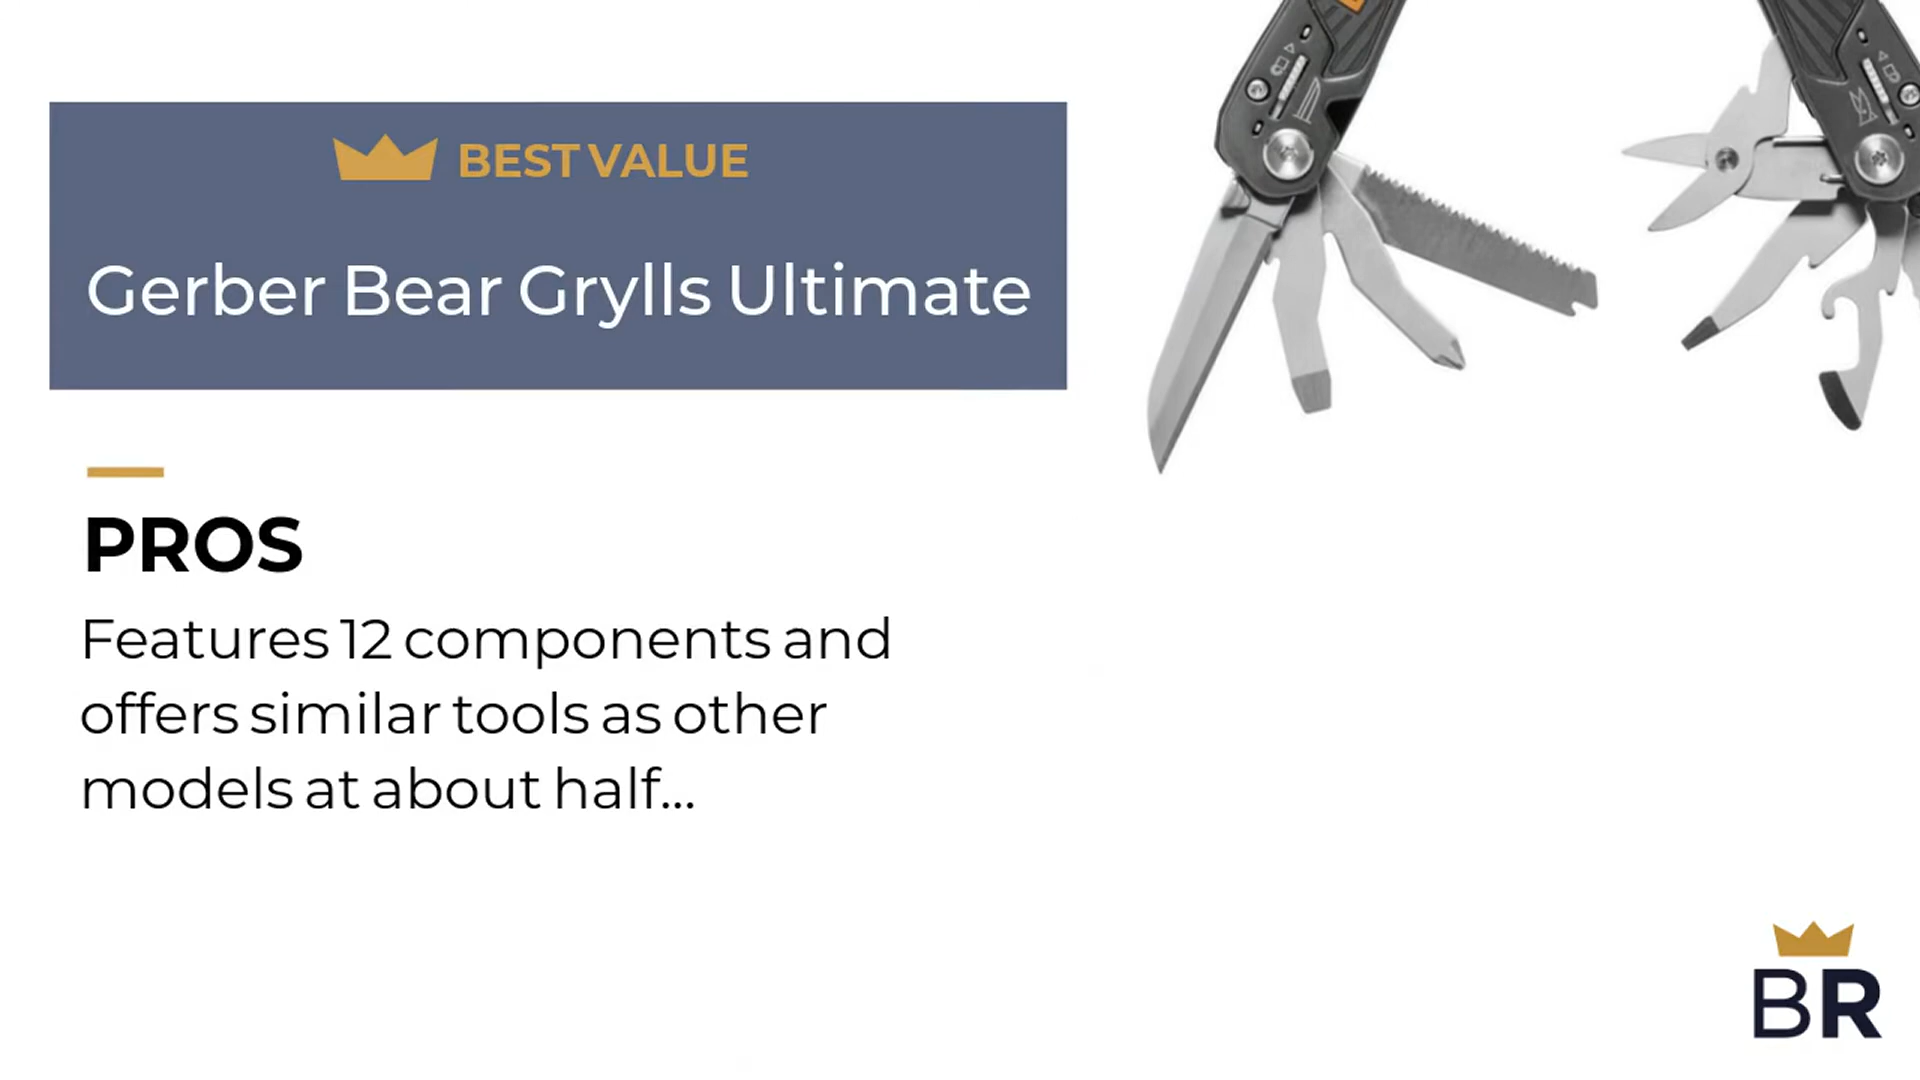 BEST VALUE
Gerber Bear Grylls Ultimate
PROS
Features 12 components and
offers similar tools as other
models at about half...
BR